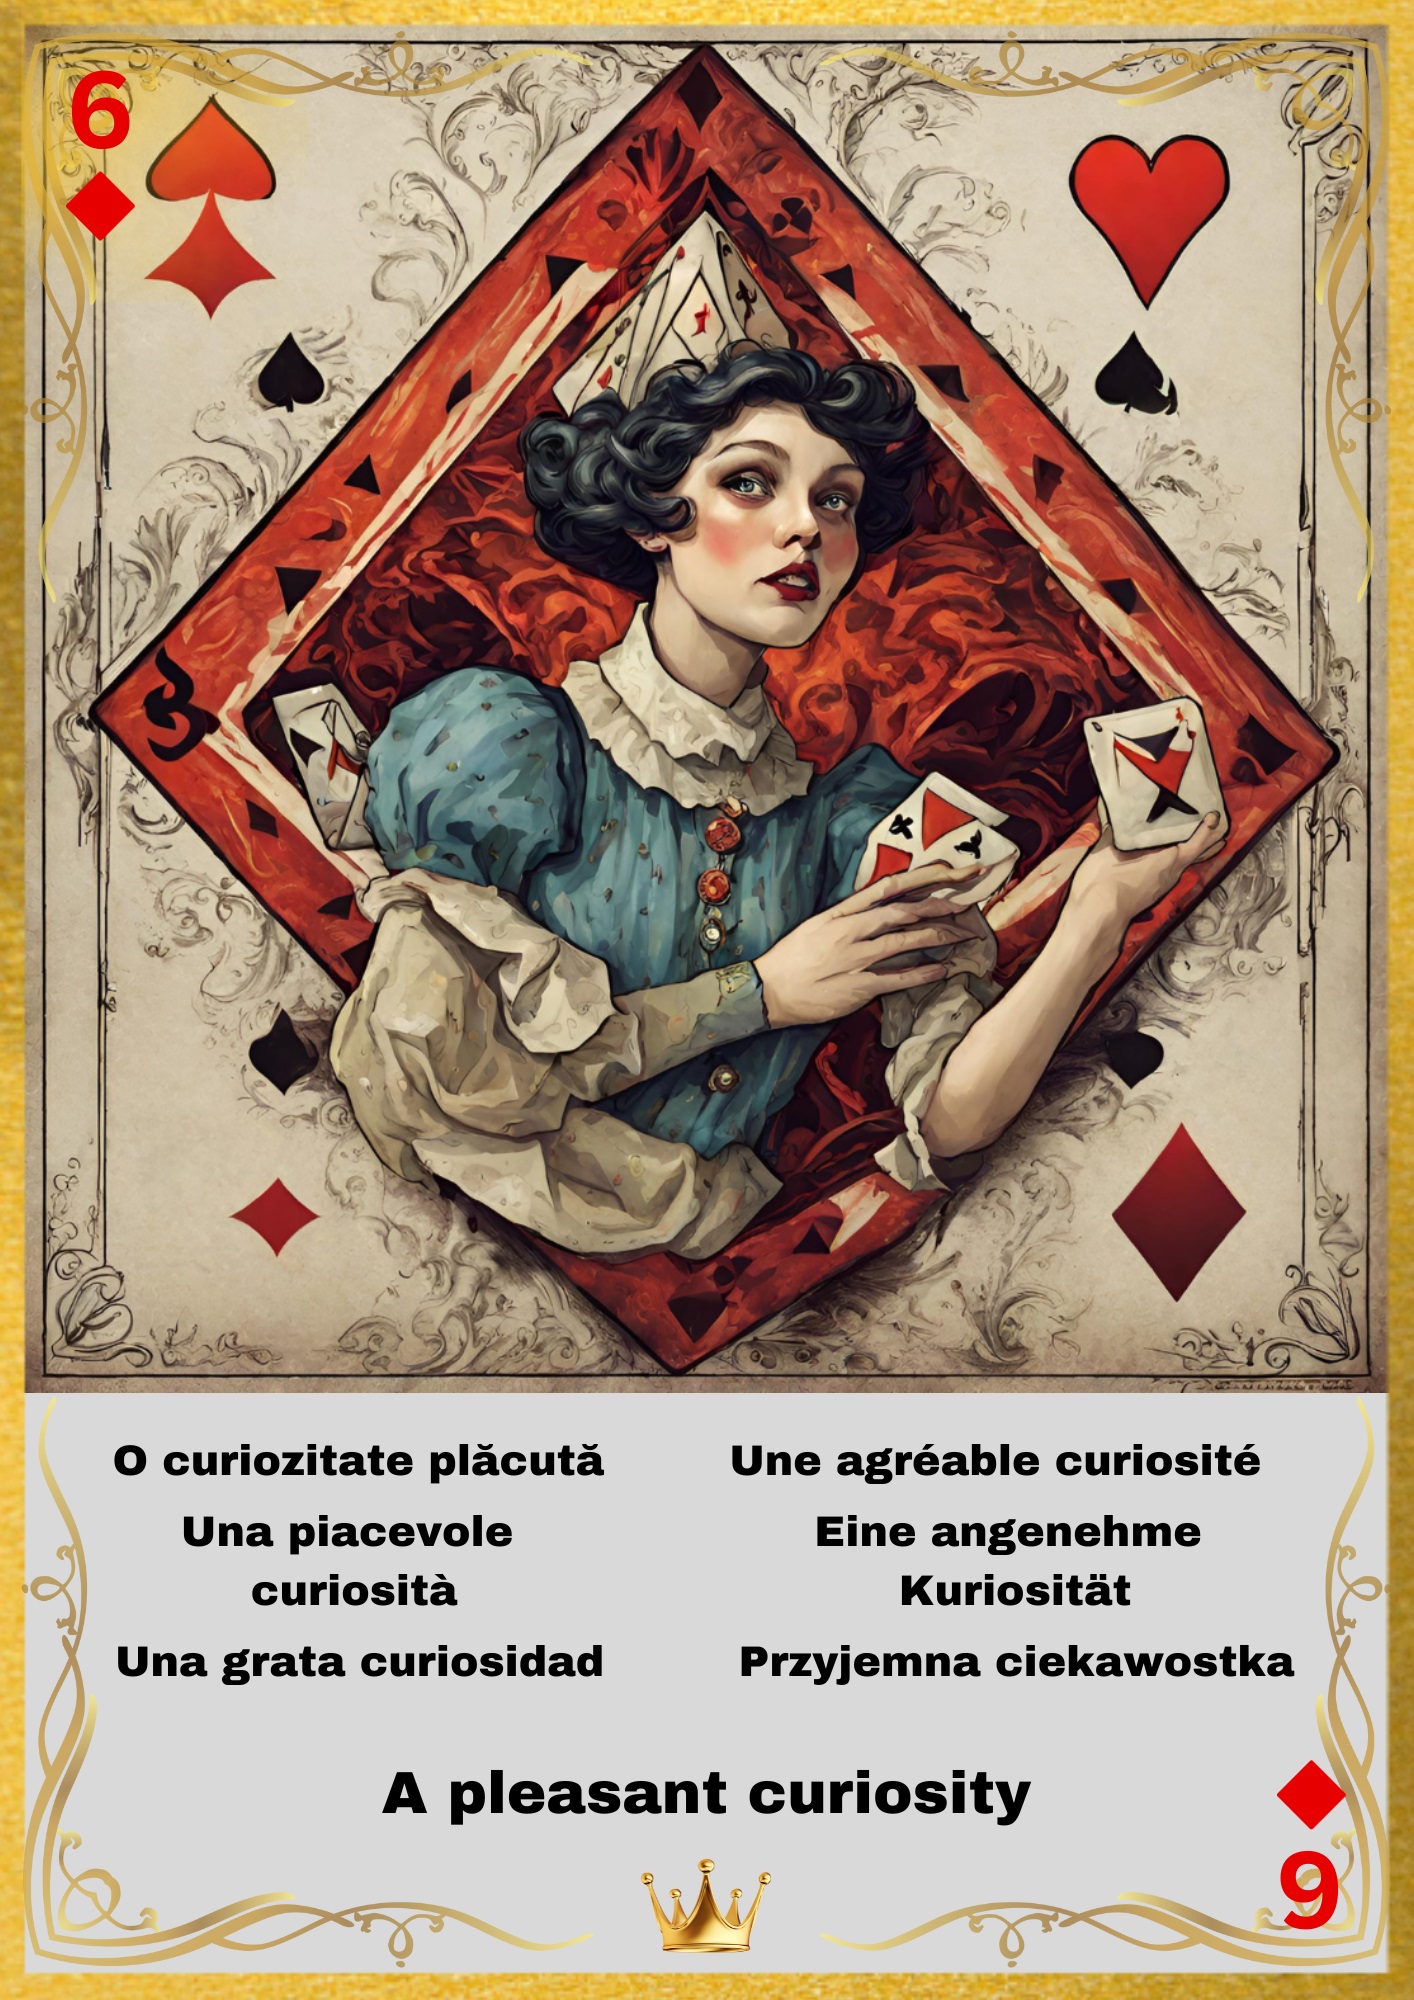 6
O curiozitate plăcută
Une agréable curiosité
Una piacevole
curiosità
Eine angenehme
Kuriosität
Una grata curiosidad
Przyjemna ciekawostka
A pleasant curiosity
6